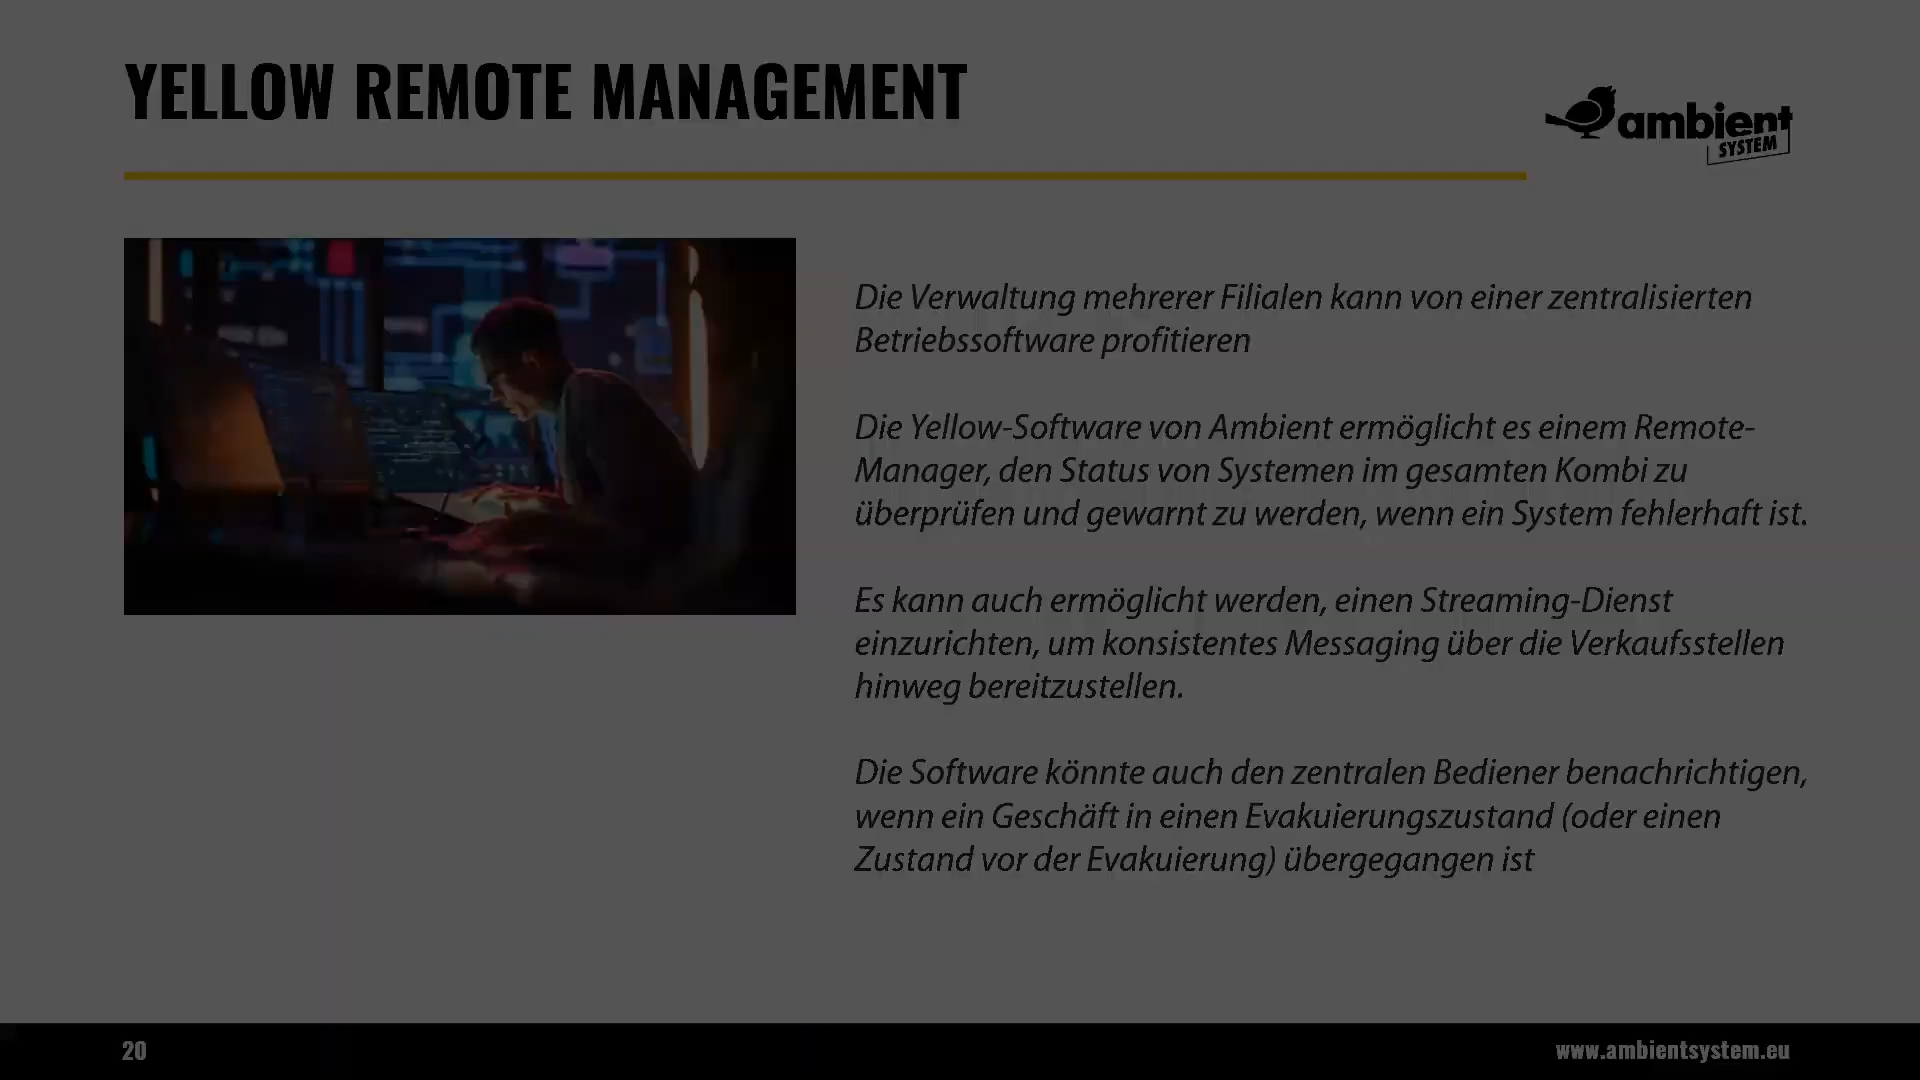 YELLOW REMOTE MANAGEMENT
ambient
SYSTEM
Die Verwaltung mehrerer Filialen kann von einer zentralisierten
Betriebssoftware profitieren
Die Yellow-Software von Ambient ermöglicht es einem Remote-
Manager, den Status von Systemen im gesamten Kombi zu
überprüfen und gewarnt zu werden, wenn ein System fehlerhaft ist.
Es kann auch ermöglicht werden, einen Streaming-Dienst
einzurichten, um konsistentes Messaging über die Verkaufsstellen
hinweg bereitzustellen.
Die Software könnte auch den zentralen Bediener benachrichtigen,
wenn ein Geschäft in einen Evakuierungszustand (oder einen
Zustand vor der Evakuierung) übergegangen ist
20
www.ambientsystem.eu